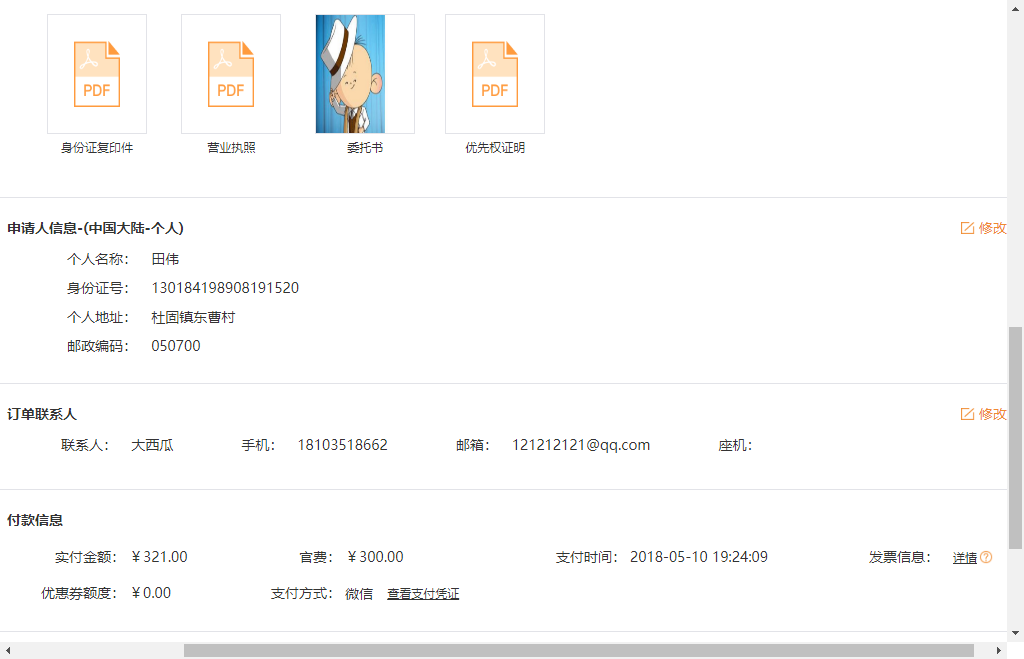 PDF PDF PDF
身份证复印件 营业执照 委托书 优先权证明
申请人信息-(中国大陆-个人) 修改
个人名称： 田伟
身份证号： 130184198908191520
个人地址： 杜固镇东曹村
邮政编码： 050700
订单联系人 修改
联系人： 大西瓜 手机： 18103518662 邮箱： 121212121@qq.com 座机：
付款信息
实付金额： ￥321.00 官费： ￥300.00 支付时间： 2018-05-10 19:24:09 发票信息： 详情 ?
优惠券额度： ￥0.00 支付方式： 微信 查看支付凭证